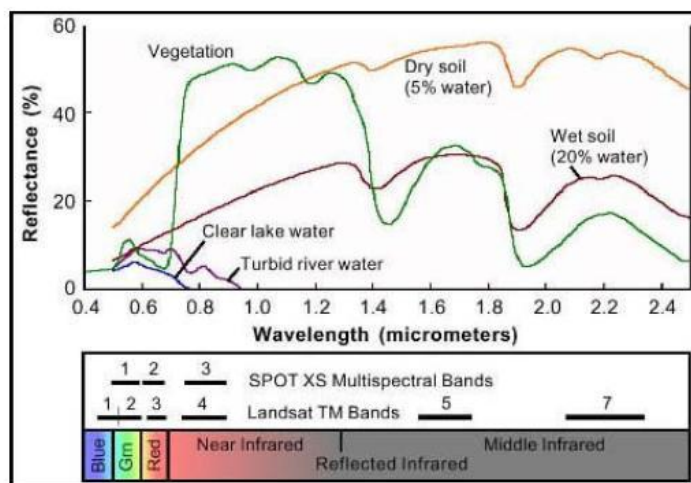 60
Vegetation
Dry soil
(5% water)
40
Reflectance (%)
Wet soil
(20% water)
20
Clear lake water
Turbid river water
0
0.4 0.6 0.8 1.0 1.2 1.4 1.6 1.8 2.0 2.2 2.4
Wavelength (micrometers)
1 2 3
SPOT XS Multispectral Bands
1 2 3 4 Landsat TM Bands 5 7
Blue Grn Red Near Infrared Middle Infrared
Reflected Infrared